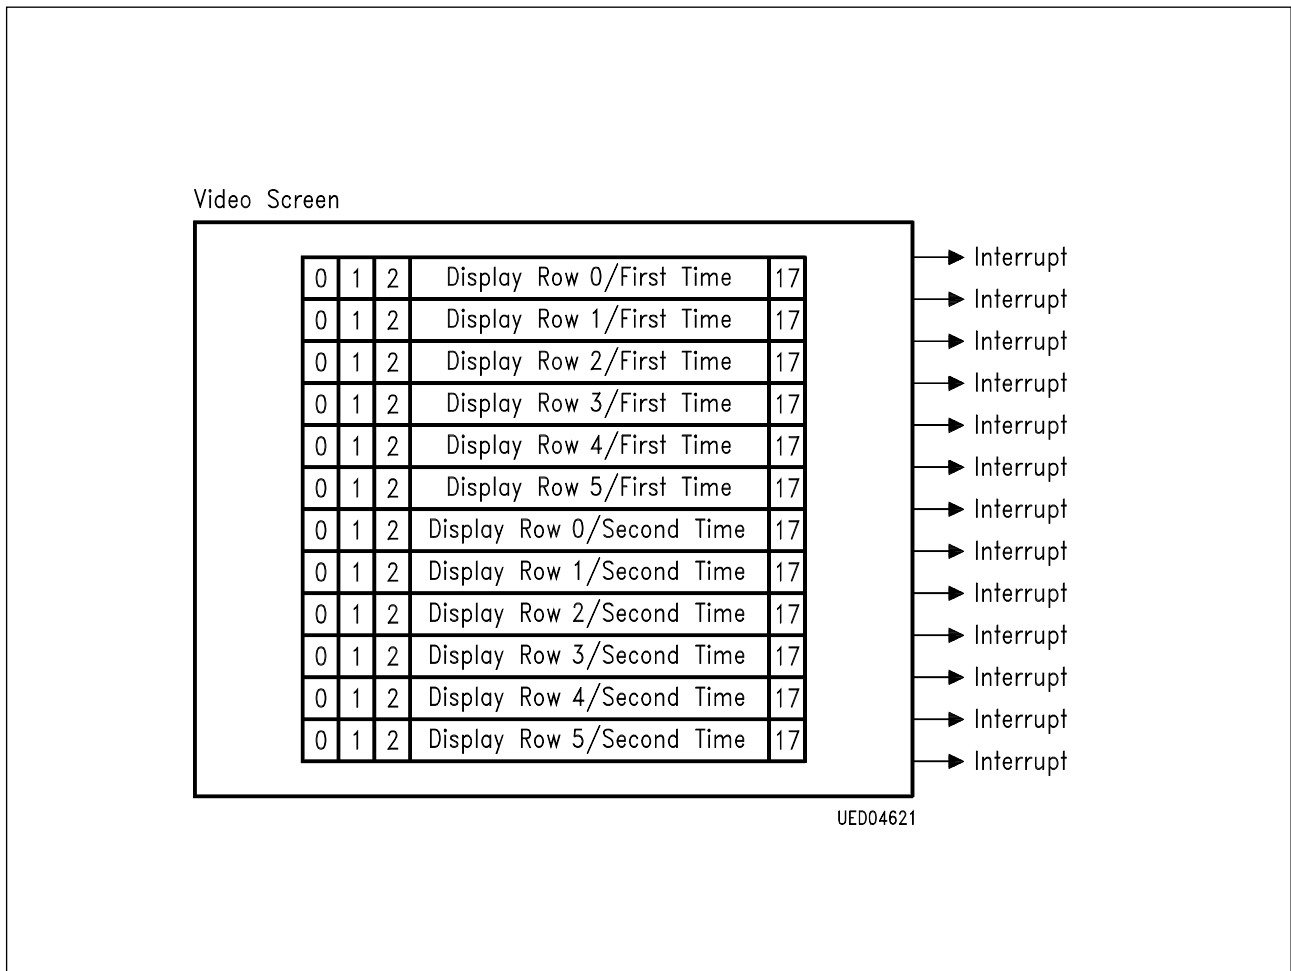 Video Screen
Interrupt
0 1 2 Display Row 0/First Time 17
Interrupt
0 1 2 Display Row 1/First Time 17
Interrupt
0 1 2 Display Row 2/First Time 17
Interrupt
0 1 2 Display Row 3/First Time 17
Interrupt
0 1 2 Display Row 4/First Time 17
Interrupt
0 1 2 Display Row 5/First Time 17
Interrupt
0 1 2 Display Row 0/Second Time 17
Interrupt
0 1 2 Display Row 1/Second Time 17
Interrupt
0 1 2 Display Row 2/Second Time 17
Interrupt
0 1 2 Display Row 3/Second Time 17
Interrupt
0 1 2 Display Row 4/Second Time 17
Interrupt
0 1 2 Display Row 5/Second Time 17
Interrupt
UED04621